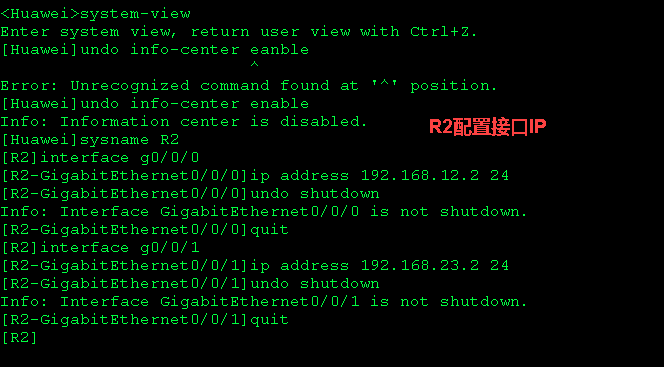 <Huawei>system-view
Enter system view, return user view with Ctrl+Z.
[Huawei]undo info-center eanble
^
Error: Unrecognized command found at '^' position.
[Huawei]undo info-center enable
Info: Information center is disabled.
R2配置接口IP
[Huawei]sysname R2
[R2]interface g0/0/0
[R2-GigabitEthernet0/0/0]ip address 192.168.12.2 24
[R2-GigabitEthernet0/0/0]undo shutdown
Info: Interface GigabitEthernet0/0/0 is not shutdown.
[R2-GigabitEthernet0/0/0]quit
[R2]interface g0/0/1
[R2-GigabitEthernet0/0/1]ip address 192.168.23.2 24
[R2-GigabitEthernet0/0/1]undo shutdown
Info: Interface GigabitEthernet0/0/1 is not shutdown.
[R2-GigabitEthernet0/0/1]quit
[R2]